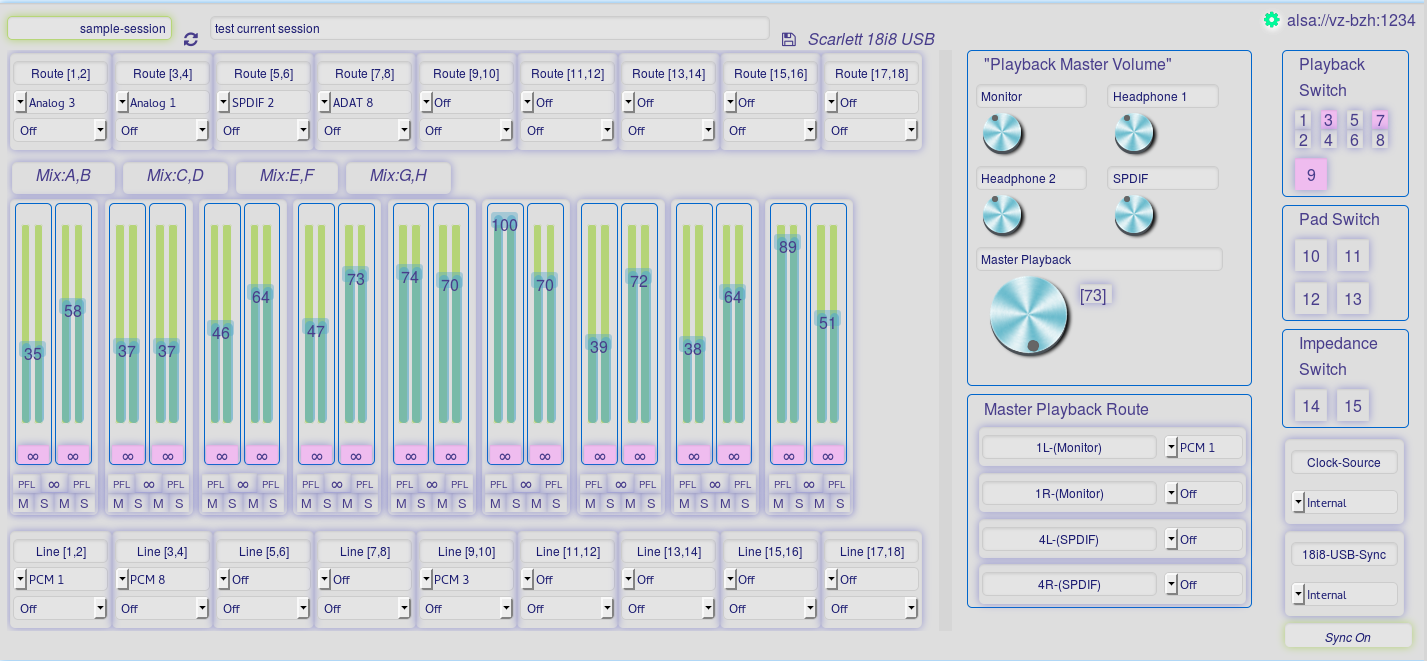 sample-session
test current session
Scarlett 18i8 USB
alsa://vz-bzh:1234
Route [1,2] Route [3,4] Route [5,6] Route [7,8] Route [9,10] Route [11,12] Route [13,14] Route [15,16] Route [17,18]
Analog 3 Analog 1 SPDIF 2 ADAT 8 Off Off Off Off Off
Off Off Off Off Off Off Off Off Off
Mix:A,B Mix:C,D Mix:E,F Mix:G,H
35 58 37 37 46 64 47 73 74 70 100 70 39 72 38 64 89 51
∞ ∞ ∞ ∞ ∞ ∞ ∞ ∞ ∞ ∞ ∞ ∞ ∞ ∞ ∞ ∞ ∞ ∞
PFL ∞ PFL PFL ∞ PFL PFL ∞ PFL PFL ∞ PFL PFL ∞ PFL PFL ∞ PFL PFL ∞ PFL PFL ∞ PFL PFL ∞ PFL
M S M S M S M S M S M S M S M S M S M S M S M S M S M S M S M S M S M S
Line [1,2] Line [3,4] Line [5,6] Line [7,8] Line [9,10] Line [11,12] Line [13,14] Line [15,16] Line [17,18]
PCM 1 PCM 8 Off Off PCM 3 Off Off Off Off
Off Off Off Off Off Off Off Off Off
"Playback Master Volume"
Monitor Headphone 1
Headphone 2 SPDIF
Master Playback
[73]
Master Playback Route
1L-(Monitor) PCM 1
1R-(Monitor) Off
4L-(SPDIF) Off
4R-(SPDIF) Off
Playback
Switch
1 3 5 7
2 4 6 8
9
Pad Switch
10 11
12 13
Impedance
Switch
14 15
Clock-Source
Internal
18i8-USB-Sync
Internal
Sync On